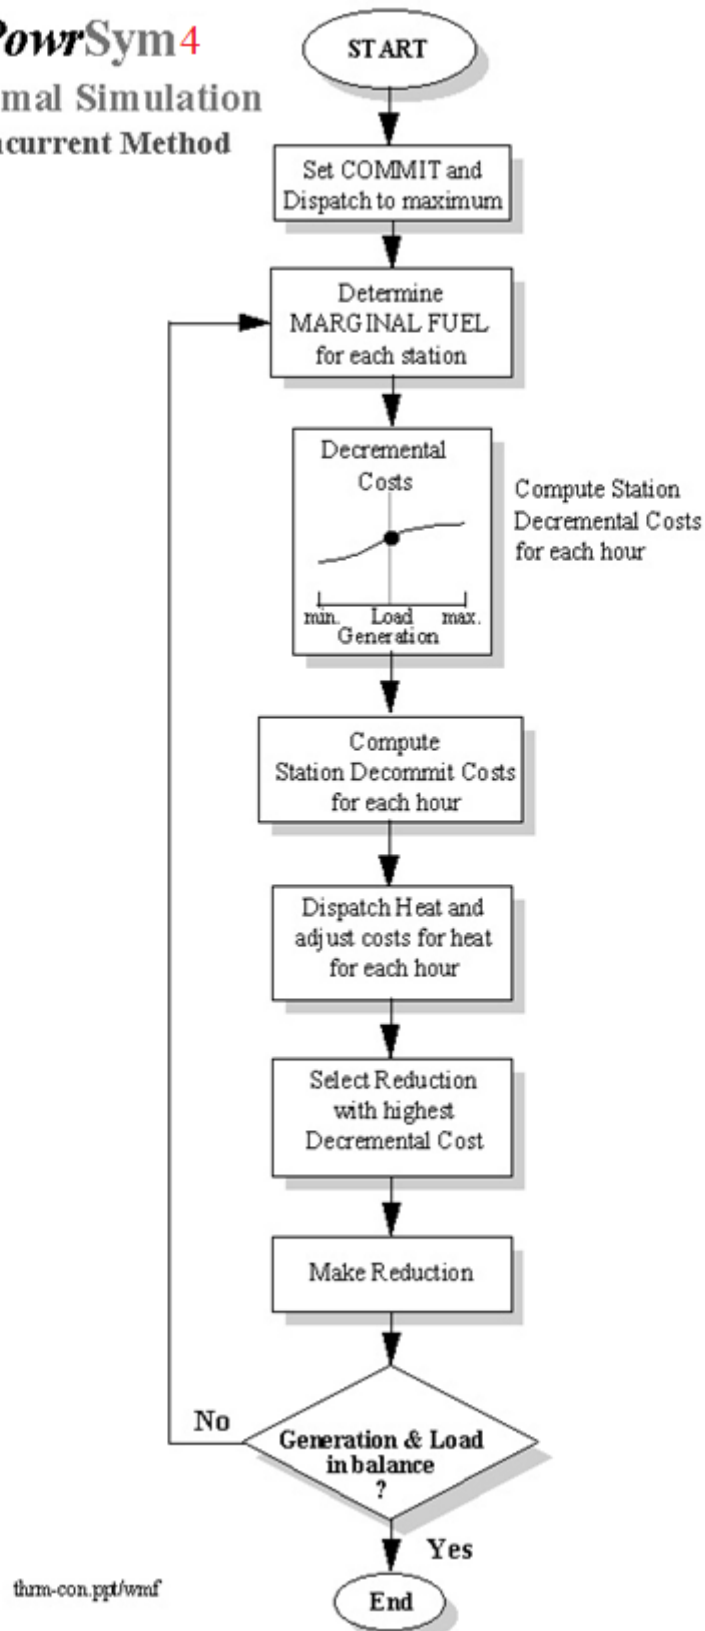 PowrSym4
mal Simulation
current Method
START
Set COMMIT and
Dispatch to maximum
Determine
MARGINAL FUEL
for each station
Decremental
Costs
min. Load max.
Generation
Compute Station
Decremental Costs
for each hour
Compute
Station Decommit Costs
for each hour
Dispatch Heat and
adjust costs for heat
for each hour
Select Reduction
with highest
Decremental Cost
Make Reduction
No
Generation & Load
in balance
?
Yes
thrm-con.ppt/wmf
End